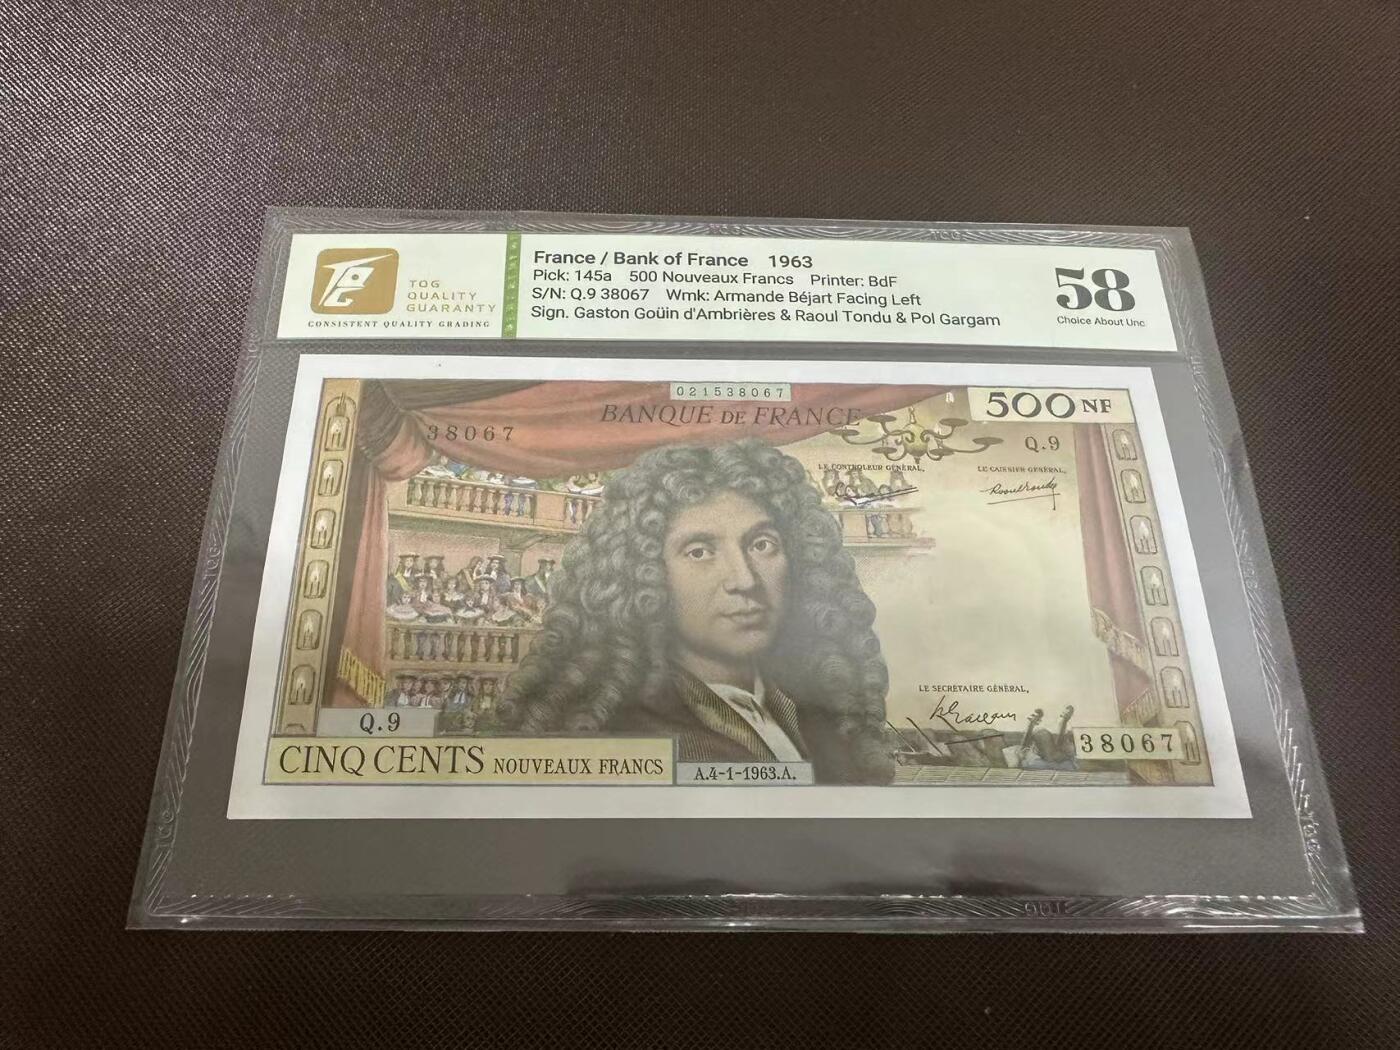 TQG
QUALITY
GUARANTY
CONSISTENT QUALITY GRADING
France / Bank of France 1963
Pick: 145a 500 Nouveaux Francs Printer: BdF
S/N: Q.9 38067 Wmk: Armande Béjart Facing Left
Sign. Gaston Goüin d'Ambrières & Raoul Tondu & Pol Gargam
58
Choice About Unc
021538067
BANQUE DE FRANCE
500 NF
38067
Q.9
LE CONTROLEUR GÉNÉRAL,
LE CAISSIER GÉNÉRAL,
LE SECRÉTAIRE GÉNÉRAL,
Q.9
38067
CINQ CENTS NOUVEAUX FRANCS
A.4-1-1963.A.